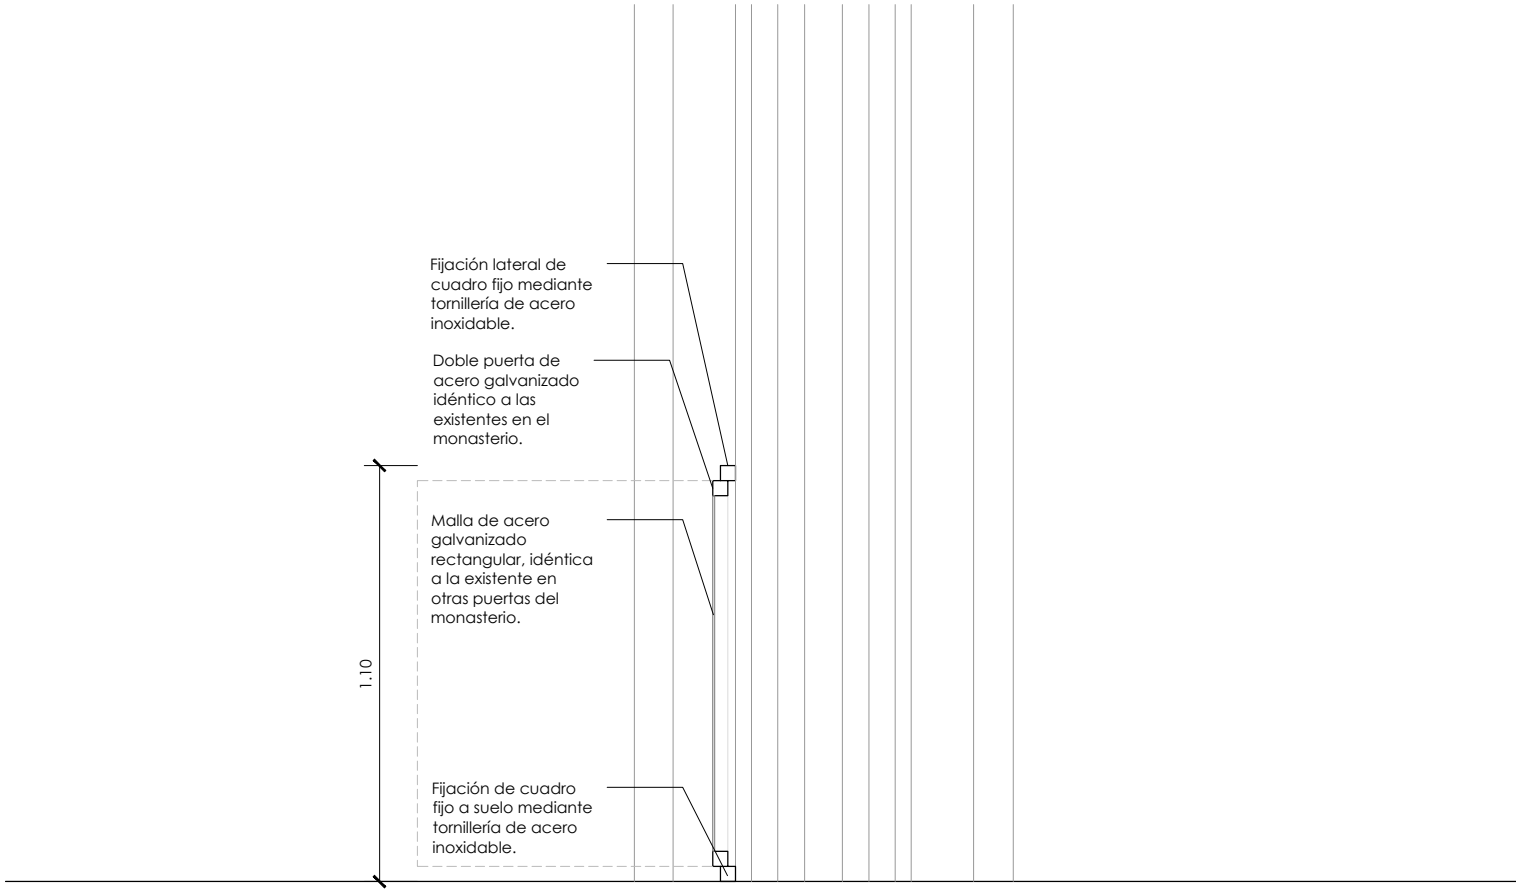 Fijación lateral de
cuadro fijo mediante
tornillería de acero
inoxidable.
Doble puerta de
acero galvanizado
idéntico a las
existentes en el
monasterio.
Malla de acero
galvanizado
rectangular, idéntica
a la existente en
otras puertas del
monasterio.
1.10
Fijación de cuadro
fijo a suelo mediante
tornillería de acero
inoxidable.